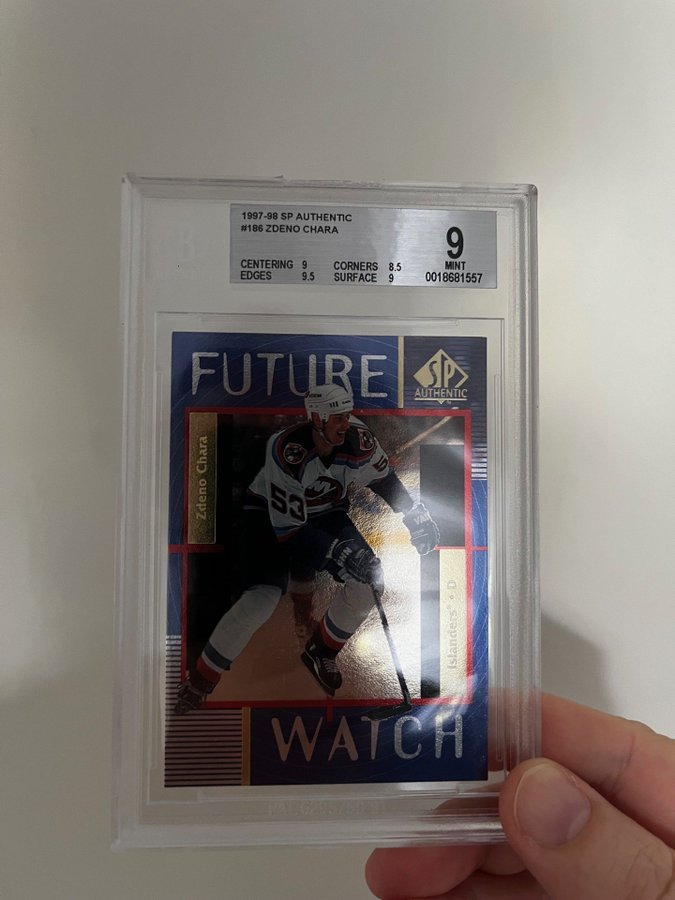 1997-98 SP AUTHENTIC
#186 ZDENO CHARA
CENTERING 9 CORNERS 8.5
EDGES 9.5 SURFACE 9
9
MINT
0018681557
FUTURE
SP
AUTHENTIC
Zdeno Chara
53
53
Islanders • D
WATCH